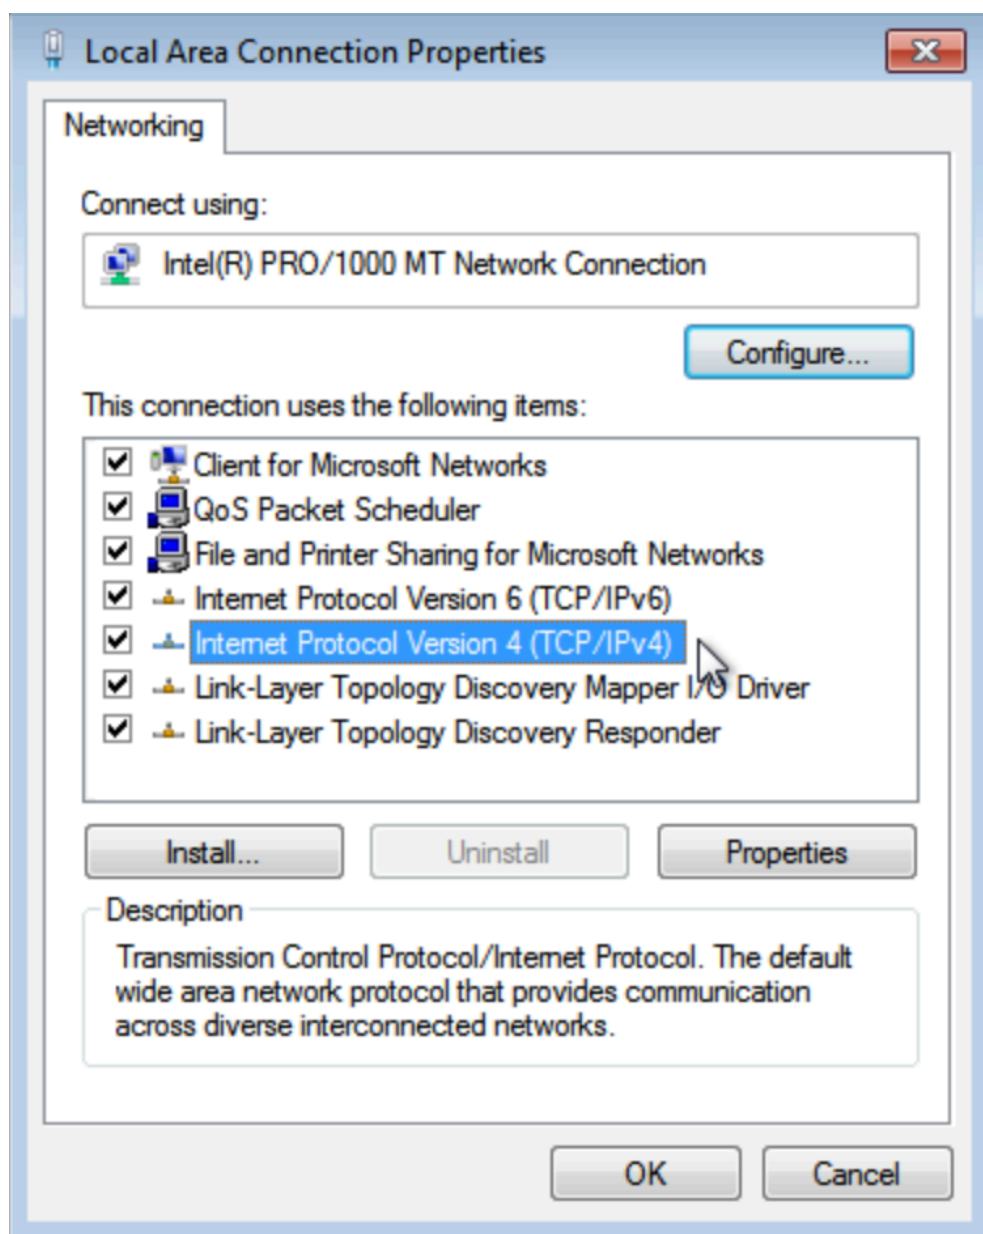 Local Area Connection Properties
Networking
Connect using:
Intel(R) PRO/1000 MT Network Connection
Configure...
This connection uses the following items:
Client for Microsoft Networks
QoS Packet Scheduler
File and Printer Sharing for Microsoft Networks
Internet Protocol Version 6 (TCP/IPv6)
Internet Protocol Version 4 (TCP/IPv4)
Link-Layer Topology Discovery Mapper I/O Driver
Link-Layer Topology Discovery Responder
Install...
Uninstall
Properties
Description
Transmission Control Protocol/Internet Protocol. The default
wide area network protocol that provides communication
across diverse interconnected networks.
OK
Cancel